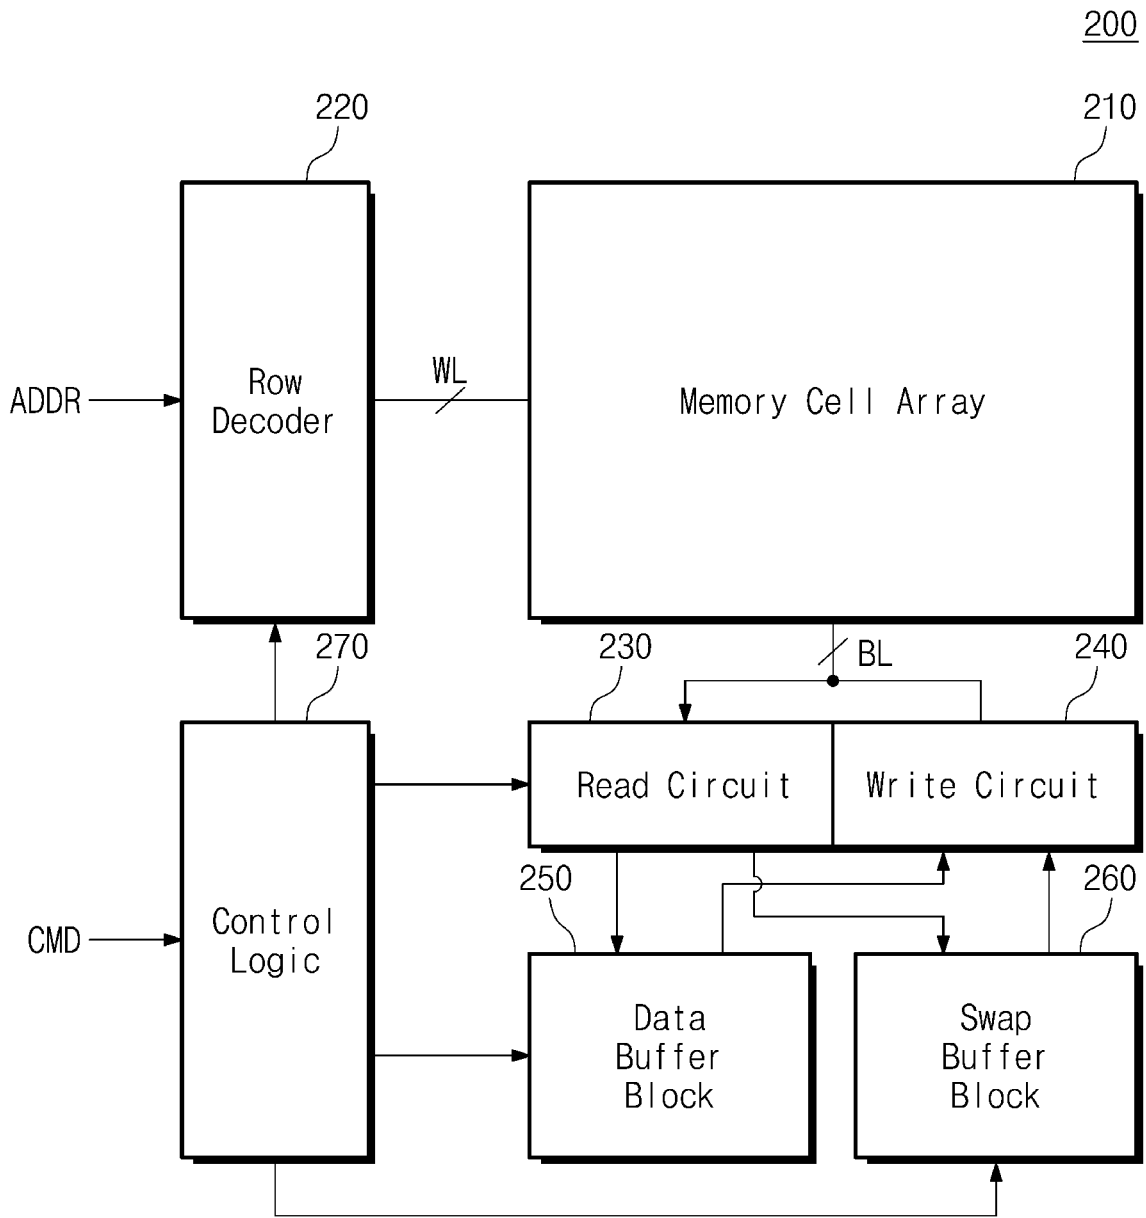 200
220
210
Row
Decoder
ADDR
WL
Memory Cell Array
270
230
BL
240
Read Circuit
Write Circuit
250
260
CMD
Control
Logic
Data
Buffer
Block
Swap
Buffer
Block